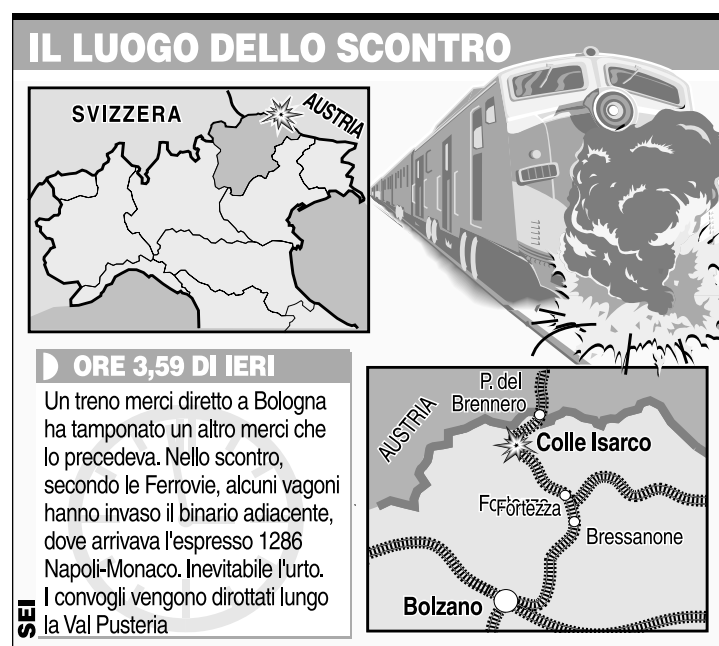 IL LUOGO DELLO SCONTRO
SVIZZERA
AUSTRIA
ORE 3,59 DI IERI
Un treno merci diretto a Bologna
ha tamponato un altro merci che
lo precedeva. Nello scontro,
secondo le Ferrovie, alcuni vagoni
hanno invaso il binario adiacente,
dove arrivava l'espresso 1286
Napoli-Monaco. Inevitabile l'urto.
I convogli vengono dirottati lungo
la Val Pusteria
SEI
P. del
Brennero
AUSTRIA
Colle Isarco
Fortezza
Fortezza
Bressanone
Bolzano